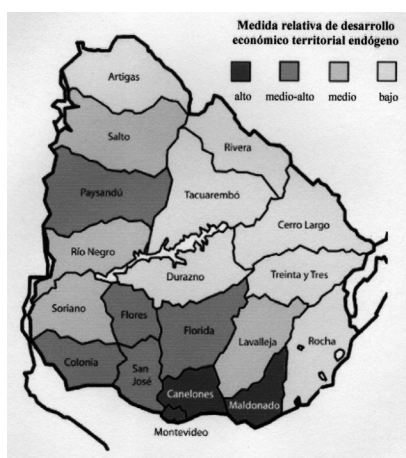 Medida relativa de desarrollo
económico territorial endógeno
alto medio-alto medio bajo
Artigas
Salto
Rivera
Paysandú
Tacuarembó
Cerro Largo
Río Negro
Durazno
Treinta y Tres
Soriano
Flores
Florida
Lavalleja
Rocha
Colonia
San
José
Canelones
Maldonado
Montevideo